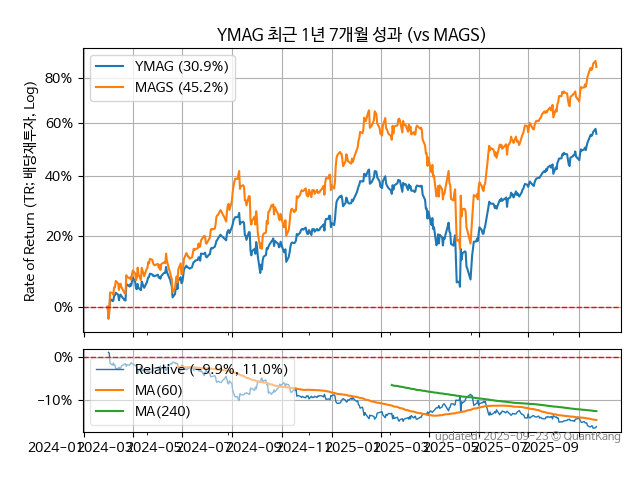 YMAG 최근 1년 7개월 성과 (vs MAGS)
YMAG (30.9%)
MAGS (45.2%)
80%
60%
40%
20%
0%
Rate of Return (TR: 배당재투자, Log)
0%
−10%
Relative (−9.9%, 11.0%)
MA(60)
MA(240)
2024−01 2024−03 2024−05 2024−07 2024−09 2024−11 2025−01 2025−03 2025−05 2025−07 2025−09
updated: 2025−09−23 © QuantKang